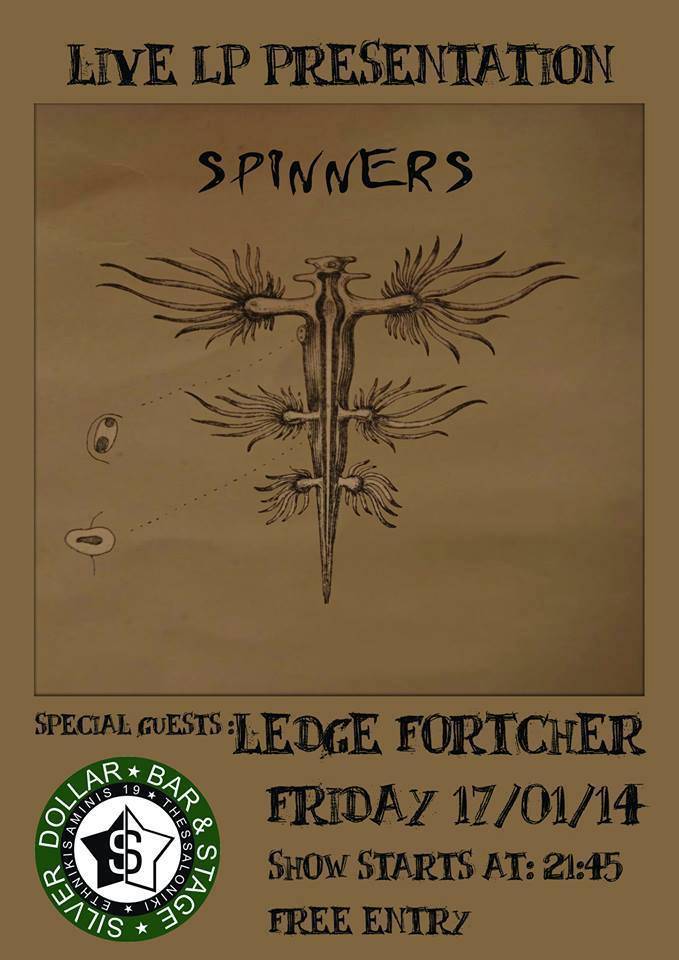 LIVE LP PRESENTATION
SPINNERS
SPECIAL GUESTS : LEDGE FORTCHER
FRIDAY 17/01/14
SHOW STARTS AT: 21:45
FREE ENTRY
SILVER DOLLAR ★ BAR & STAGE ★
ETHNIKIS AMINIS 19 ★ THESSALONIKI ★
$